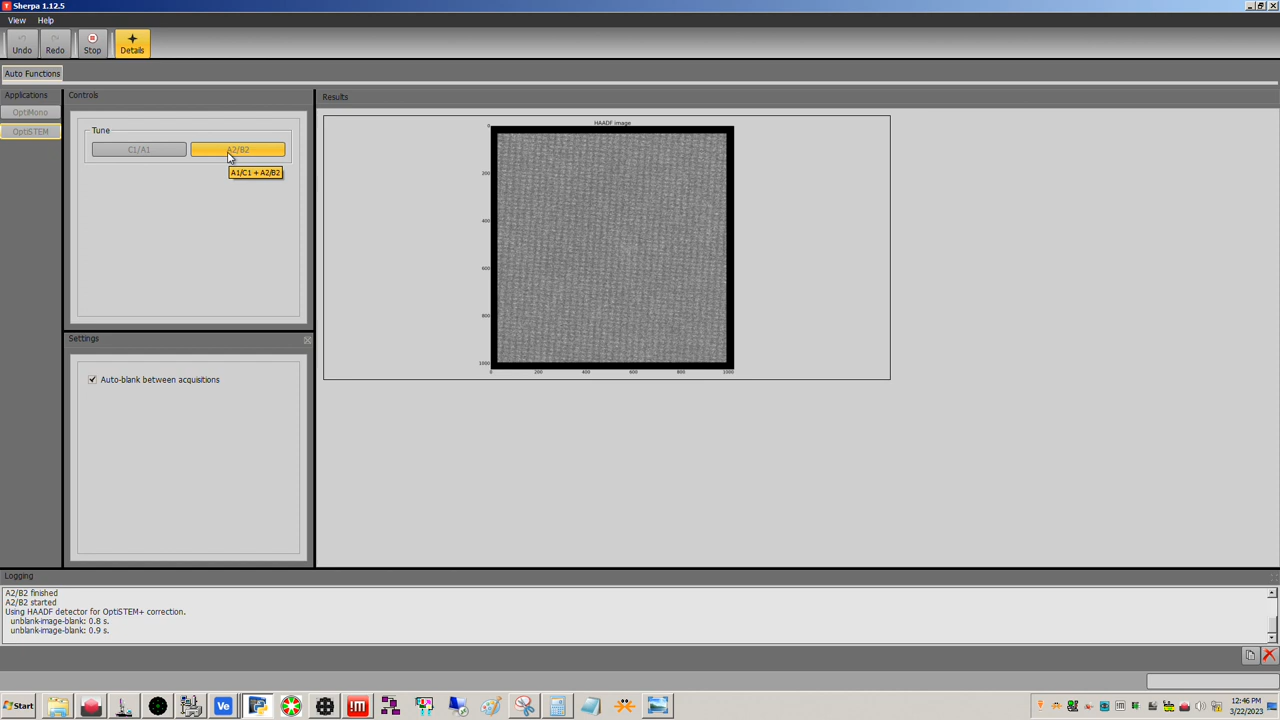 Sherpa 1.12.5
View Help
Undo Redo Stop Details
Auto Functions
Applications
OptiMono
OptiSTEM
Controls
Tune
C1/A1 A2/B2
A1/C1 + A2/B2
Settings
Auto-blank between acquisitions
Results
HAADF image
0
200
400
600
800
1000
0 200 400 600 800 1000
Logging
A2/B2 finished
A2/B2 started
Using HAADF detector for OptiSTEM+ correction.
unblank-image-blank: 0.8 s.
unblank-image-blank: 0.9 s.
Start
Ve
12:46 PM
3/22/2023